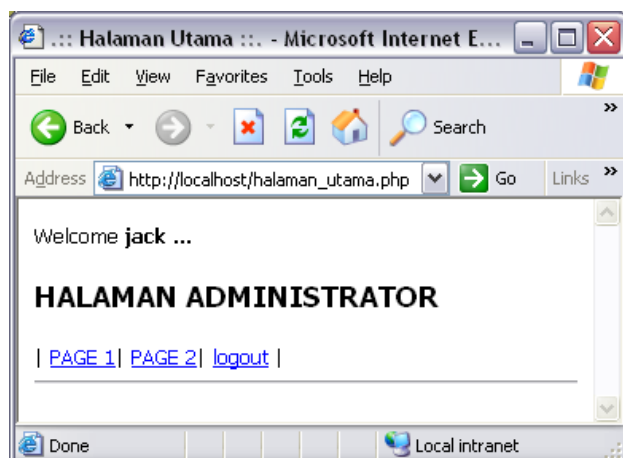 .:: Halaman Utama ::. - Microsoft Internet E...
File Edit View Favorites Tools Help
Back Search »
Address http://localhost/halaman_utama.php Go Links »
Welcome jack ...
HALAMAN ADMINISTRATOR
| PAGE 1| PAGE 2| logout |
Done Local intranet